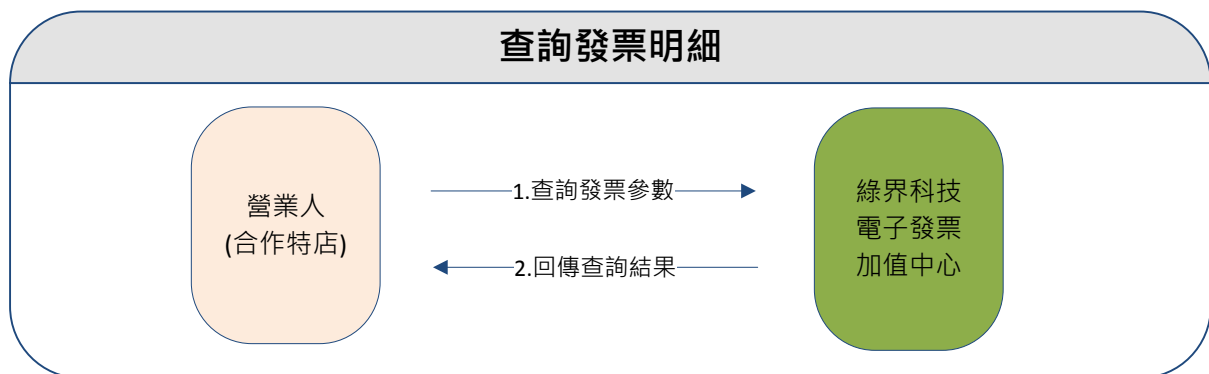 查詢發票明細
營業人
(合作特店)
1.查詢發票參數
2.回傳查詢結果
綠界科技
電子發票
加值中心